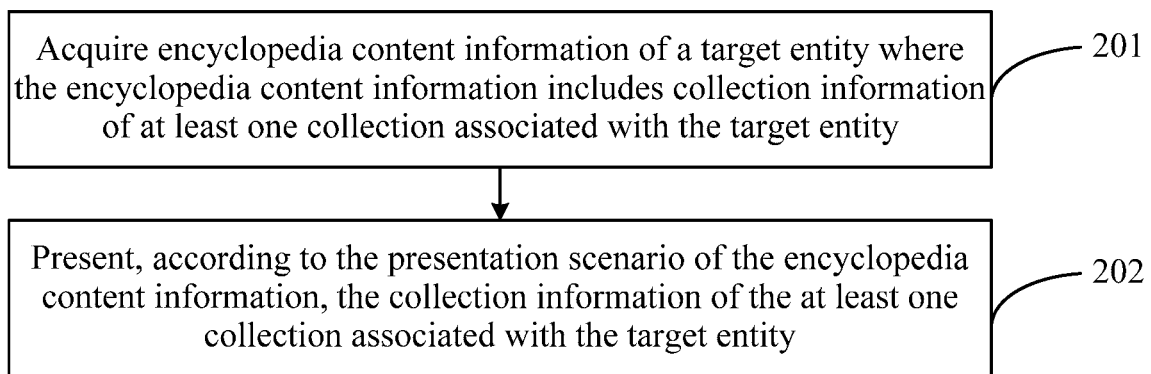 Acquire encyclopedia content information of a target entity where
the encyclopedia content information includes collection information
of at least one collection associated with the target entity
201
Present, according to the presentation scenario of the encyclopedia
content information, the collection information of the at least one
collection associated with the target entity
202